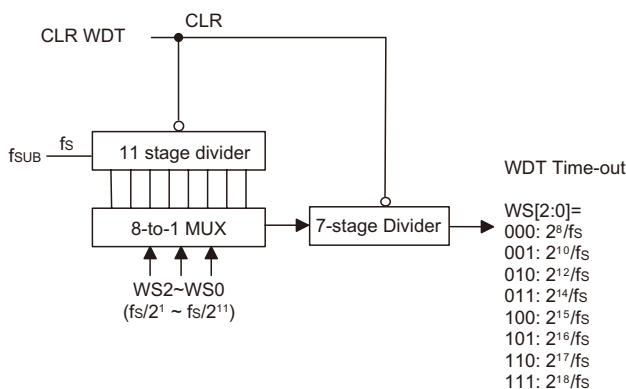 CLR
CLR WDT
fs
fSUB
11 stage divider
8-to-1 MUX
7-stage Divider
WS2~WS0
(fs/2¹ ~ fs/2¹¹)
WDT Time-out
WS[2:0]=
000: 2⁸/fs
001: 2¹⁰/fs
010: 2¹²/fs
011: 2¹⁴/fs
100: 2¹⁵/fs
101: 2¹⁶/fs
110: 2¹⁷/fs
111: 2¹⁸/fs